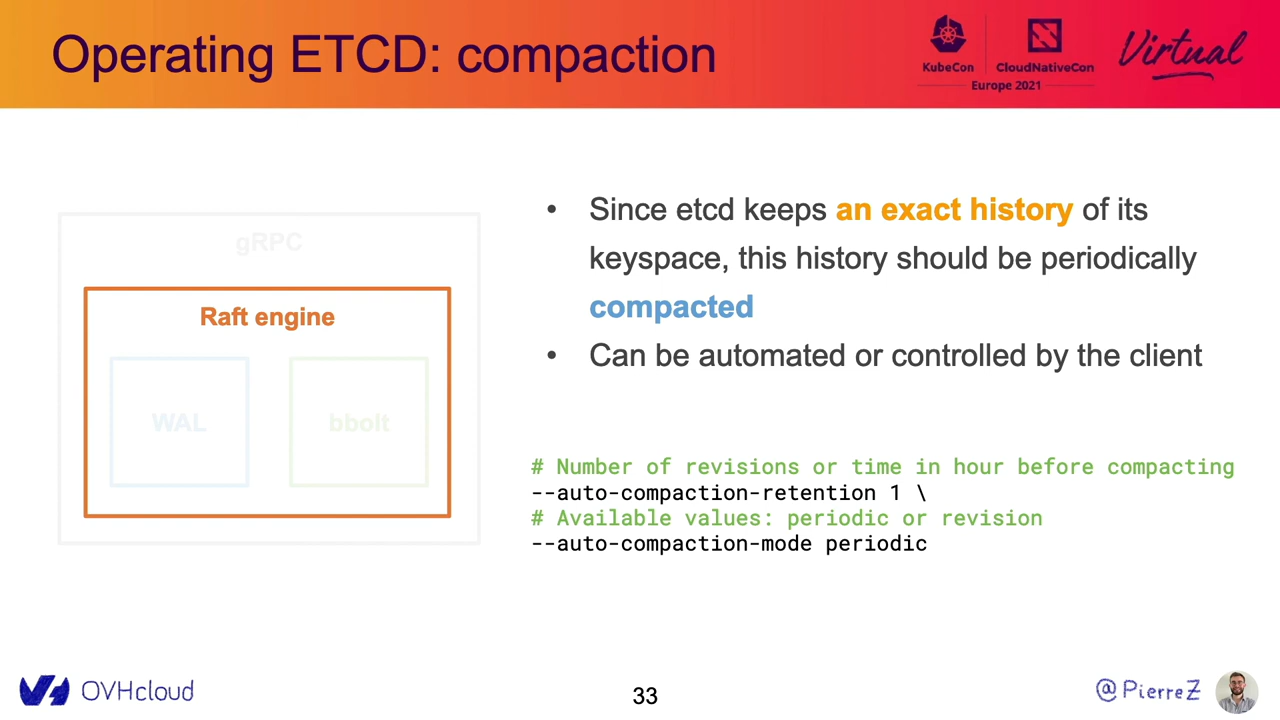 Operating ETCD: compaction
KubeCon
CloudNativeCon
Europe 2021
Virtual
gRPC
Raft engine
WAL
bbolt
• Since etcd keeps an exact history of its
keyspace, this history should be periodically
compacted
• Can be automated or controlled by the client
# Number of revisions or time in hour before compacting
--auto-compaction-retention 1 \
# Available values: periodic or revision
--auto-compaction-mode periodic
OVHcloud
33
@PierreZ